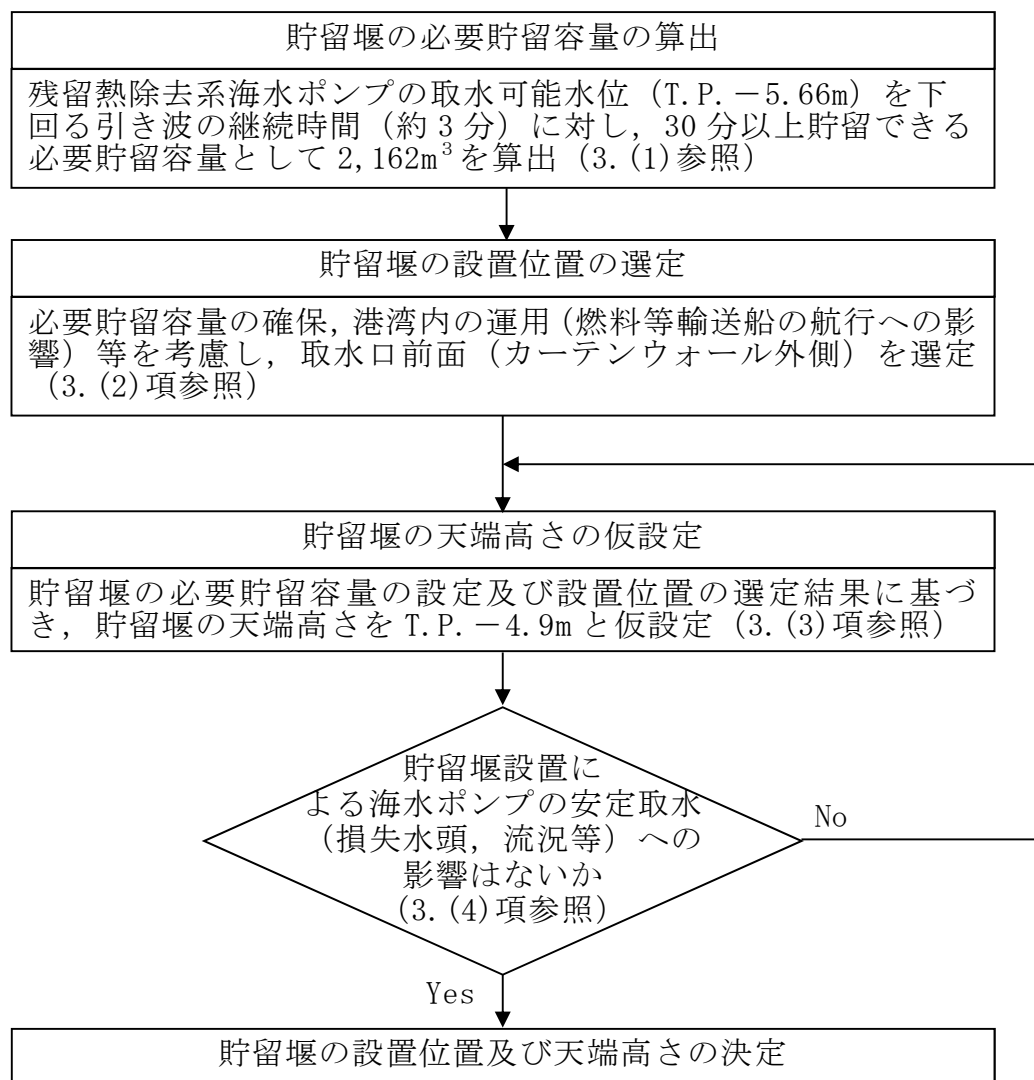 貯留堰の必要貯留容量の算出
残留熱除去系海水ポンプの取水可能水位（T.P.－5.66m）を下
回る引き波の継続時間（約3分）に対し，30分以上貯留できる
必要貯留容量として2,162m³を算出（3.(1)参照）
貯留堰の設置位置の選定
必要貯留容量の確保，港湾内の運用（燃料等輸送船の航行への影
響）等を考慮し，取水口前面（カーテンウォール外側）を選定
（3.(2)項参照）
貯留堰の天端高さの仮設定
貯留堰の必要貯留容量の設定及び設置位置の選定結果に基づ
き，貯留堰の天端高さをT.P.－4.9mと仮設定（3.(3)項参照）
貯留堰設置に
よる海水ポンプの安定取水
（損失水頭，流況等）への
影響はないか
（3.(4)項参照）
No
Yes
貯留堰の設置位置及び天端高さの決定